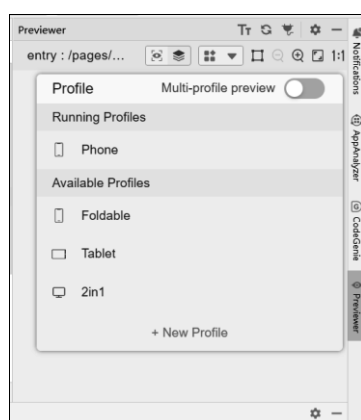 Previewer
Tт
entry : /pages/...
1:1
Profile
Multi-profile preview
Running Profiles
Phone
Available Profiles
Foldable
Tablet
2in1
+ New Profile
Notifications
AppAnalyzer
CodeGenie
Previewer